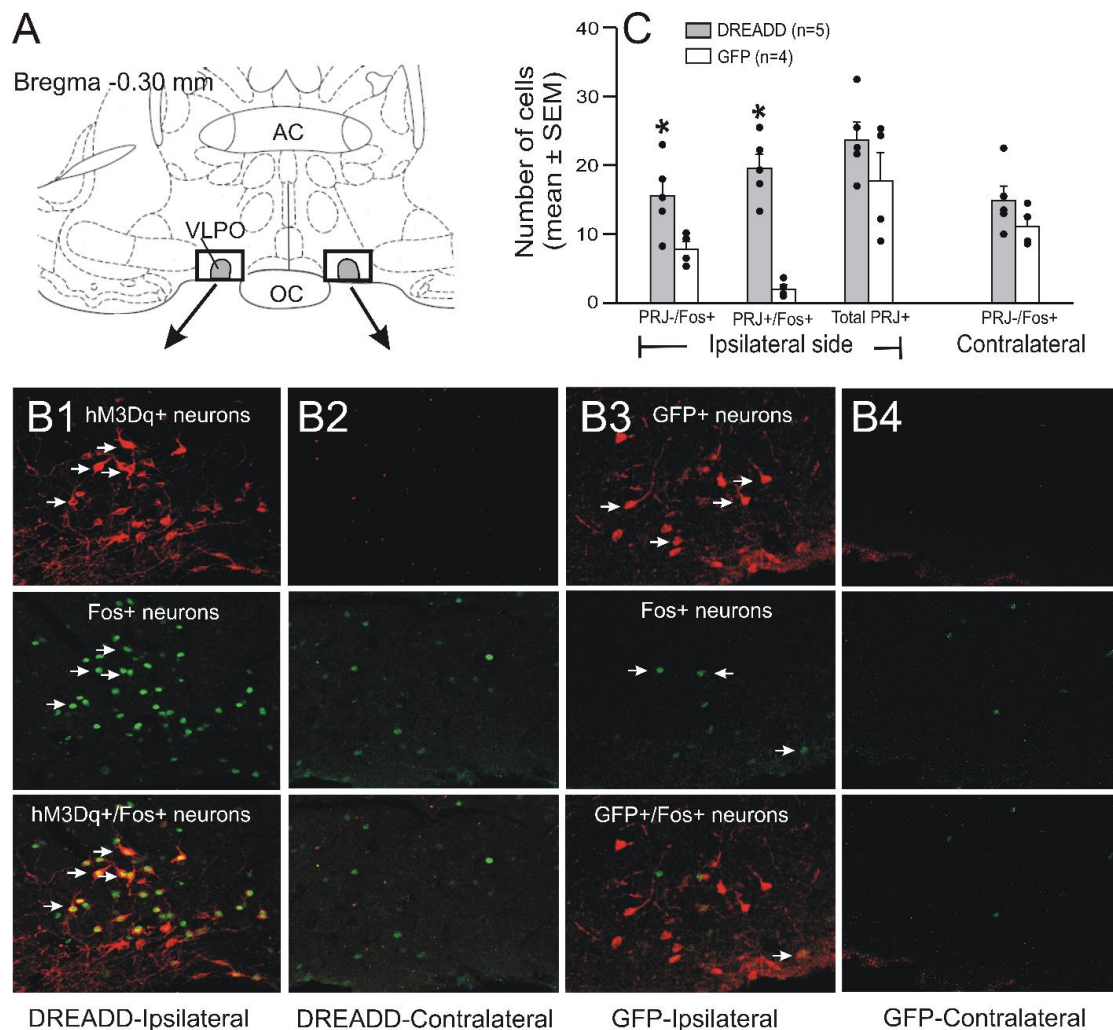 A
Bregma -0.30 mm
AC
VLPO
OC
C
DREADD (n=5)
GFP (n=4)
Number of cells
(mean ± SEM)
40
30
20
10
0
*
*
PRJ-/Fos+
PRJ+/Fos+
Total PRJ+
PRJ-/Fos+
Ipsilateral side
Contralateral
B1
hM3Dq+ neurons
B2
B3
GFP+ neurons
B4
Fos+ neurons
Fos+ neurons
hM3Dq+/Fos+ neurons
GFP+/Fos+ neurons
DREADD-Ipsilateral
DREADD-Contralateral
GFP-Ipsilateral
GFP-Contralateral